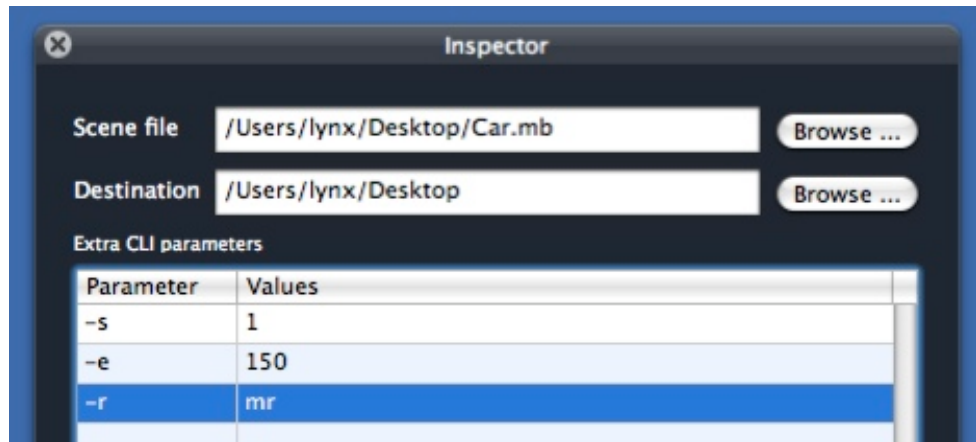 Inspector
Scene file /Users/lynx/Desktop/Car.mb Browse ...
Destination /Users/lynx/Desktop Browse ...
Extra CLI parameters
Parameter Values
-s 1
-e 150
-r mr